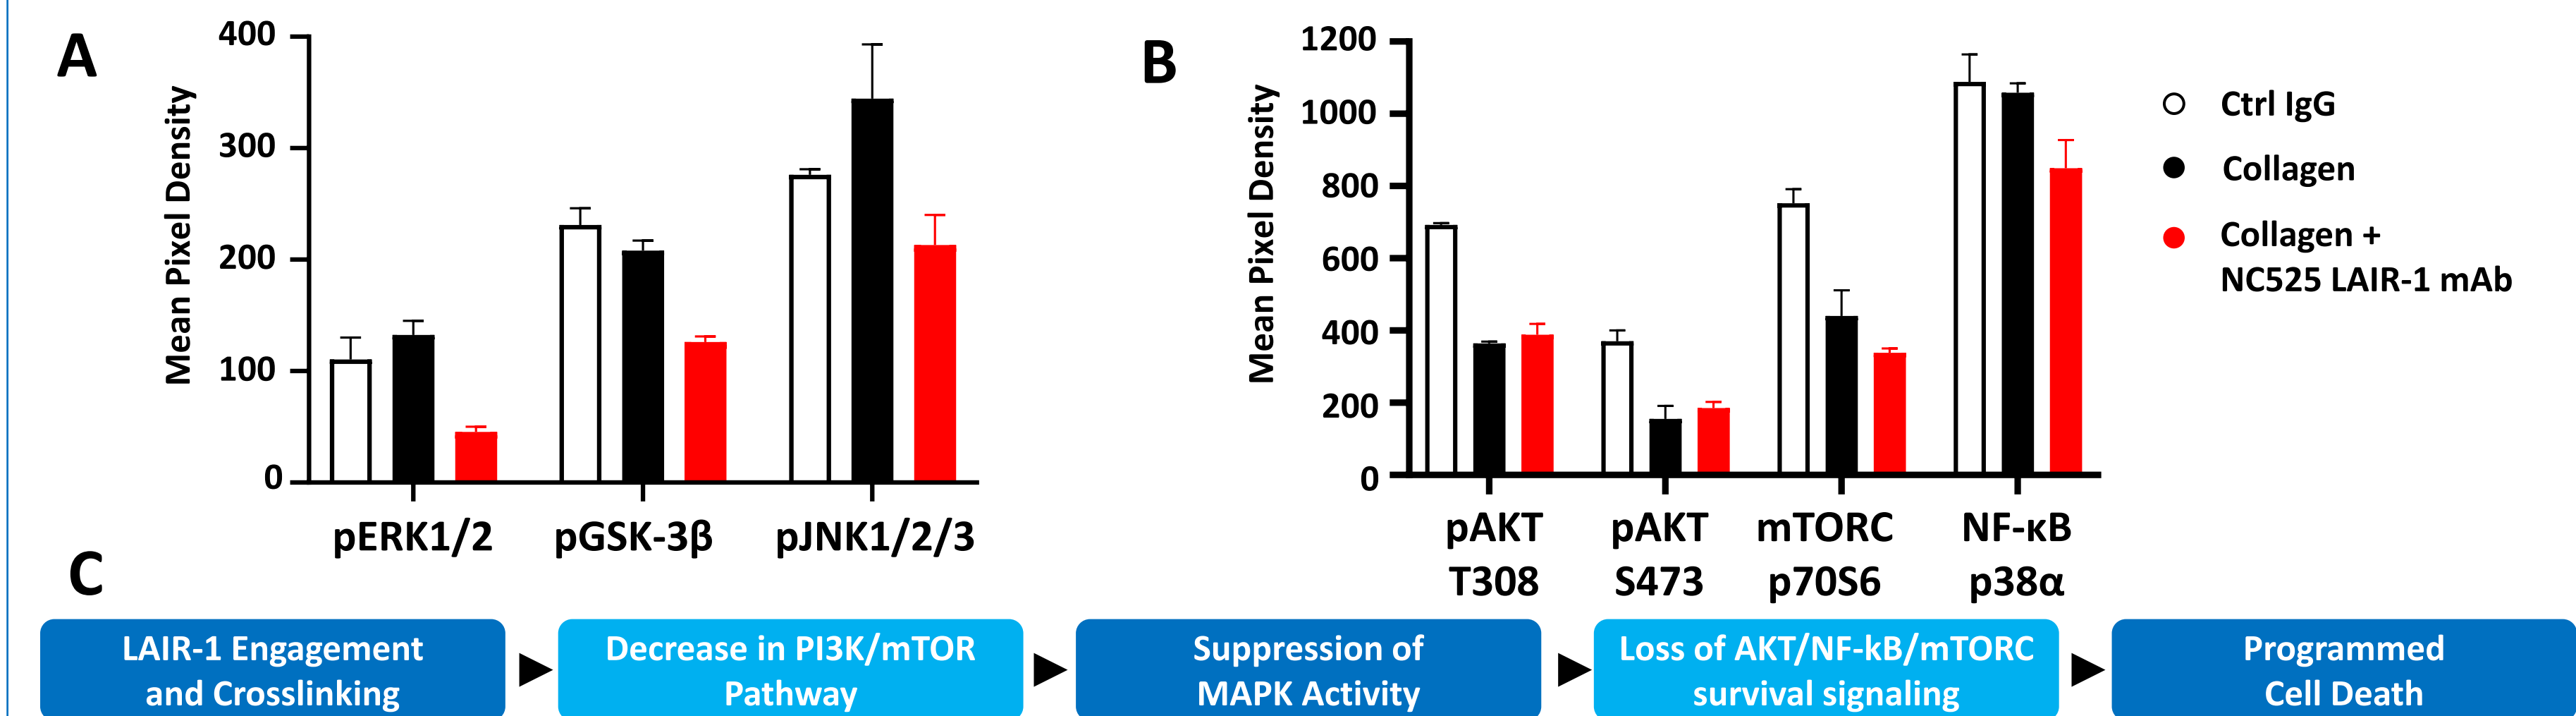 A
Mean Pixel Density
400
300
200
100
0
pERK1/2
pGSK-3β
pJNK1/2/3
B
Mean Pixel Density
1200
1000
800
600
400
200
0
pAKT
T308
pAKT
S473
mTORC
p70S6
NF-κB
p38α
Ctrl IgG
Collagen
Collagen +
NC525 LAIR-1 mAb
C
LAIR-1 Engagement
and Crosslinking
Decrease in PI3K/mTOR
Pathway
Suppression of
MAPK Activity
Loss of AKT/NF-kB/mTORC
survival signaling
Programmed
Cell Death